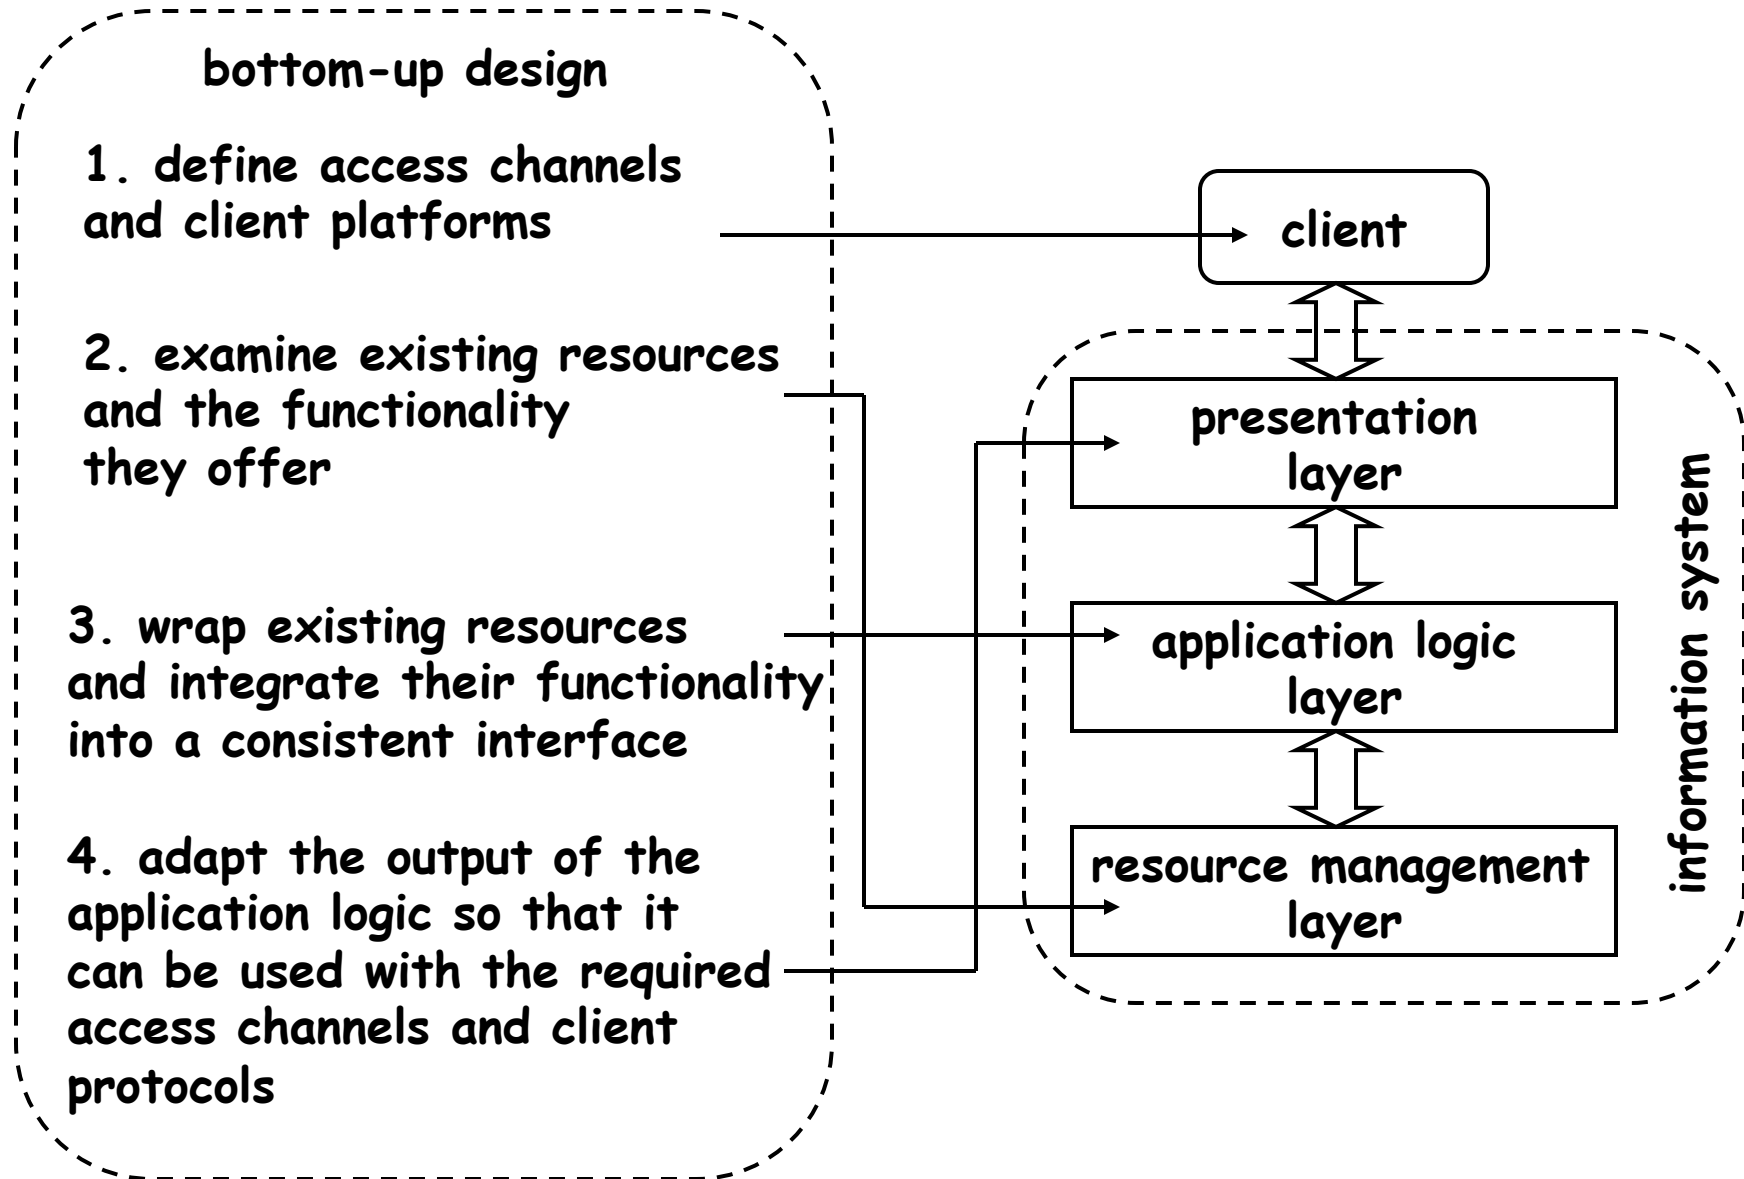 bottom-up design
1. define access channels
and client platforms
2. examine existing resources
and the functionality
they offer
3. wrap existing resources
and integrate their functionality
into a consistent interface
4. adapt the output of the
application logic so that it
can be used with the required
access channels and client
protocols
client
presentation
layer
application logic
layer
resource management
layer
information system